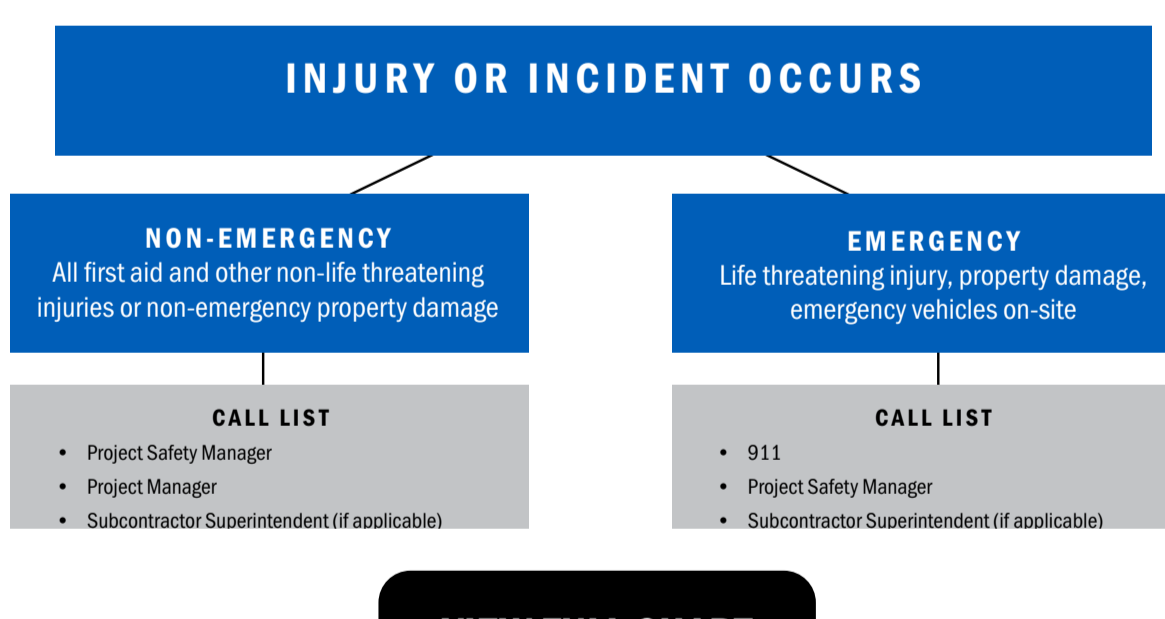 INJURY OR INCIDENT OCCURS
NON-EMERGENCY
All first aid and other non-life threatening
injuries or non-emergency property damage
EMERGENCY
Life threatening injury, property damage,
emergency vehicles on-site
CALL LIST
• Project Safety Manager
• Project Manager
• Subcontractor Superintendent (if applicable)
CALL LIST
• 911
• Project Safety Manager
• Subcontractor Superintendent (if applicable)